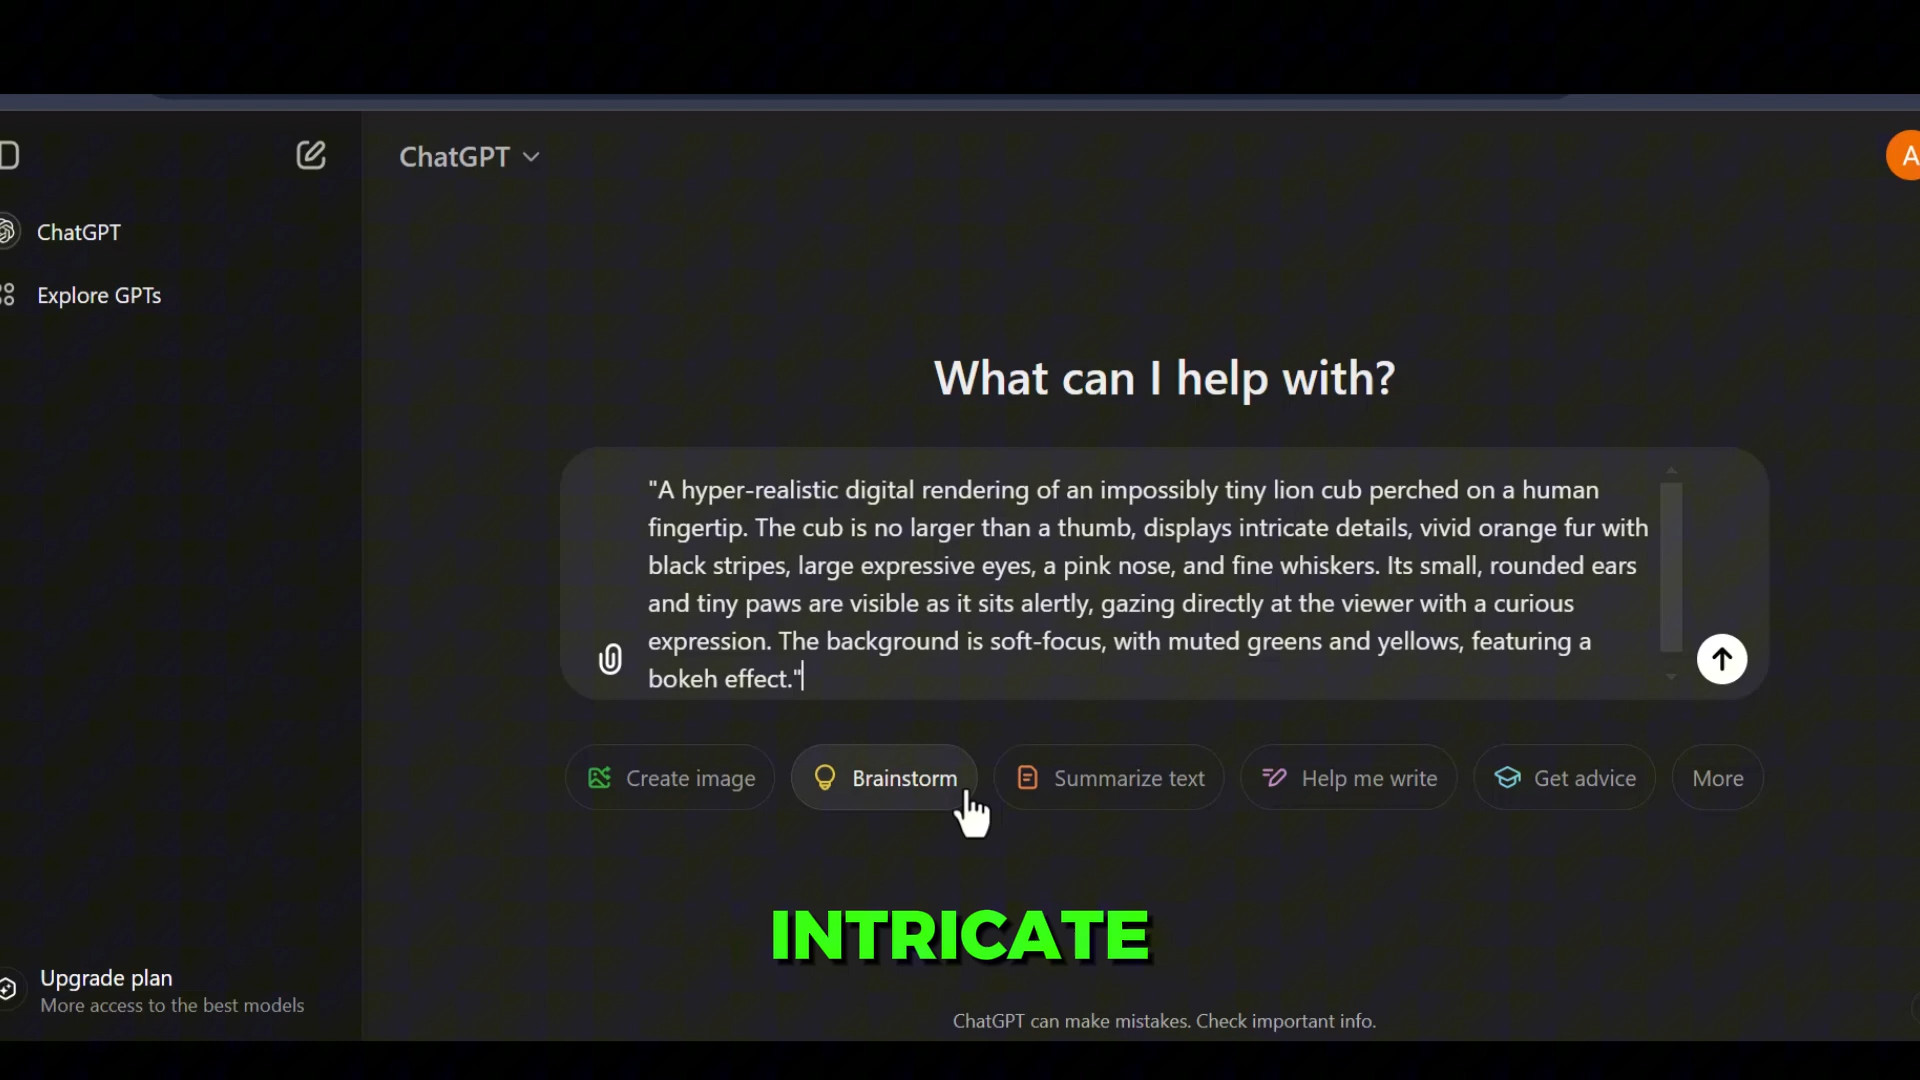 ChatGPT
A
ChatGPT
Explore GPTs
What can I help with?
"A hyper-realistic digital rendering of an impossibly tiny lion cub perched on a human
fingertip. The cub is no larger than a thumb, displays intricate details, vivid orange fur with
black stripes, large expressive eyes, a pink nose, and fine whiskers. Its small, rounded ears
and tiny paws are visible as it sits alertly, gazing directly at the viewer with a curious
expression. The background is soft-focus, with muted greens and yellows, featuring a
bokeh effect."
Create image
Brainstorm
Summarize text
Help me write
Get advice
More
INTRICATE
Upgrade plan
More access to the best models
ChatGPT can make mistakes. Check important info.